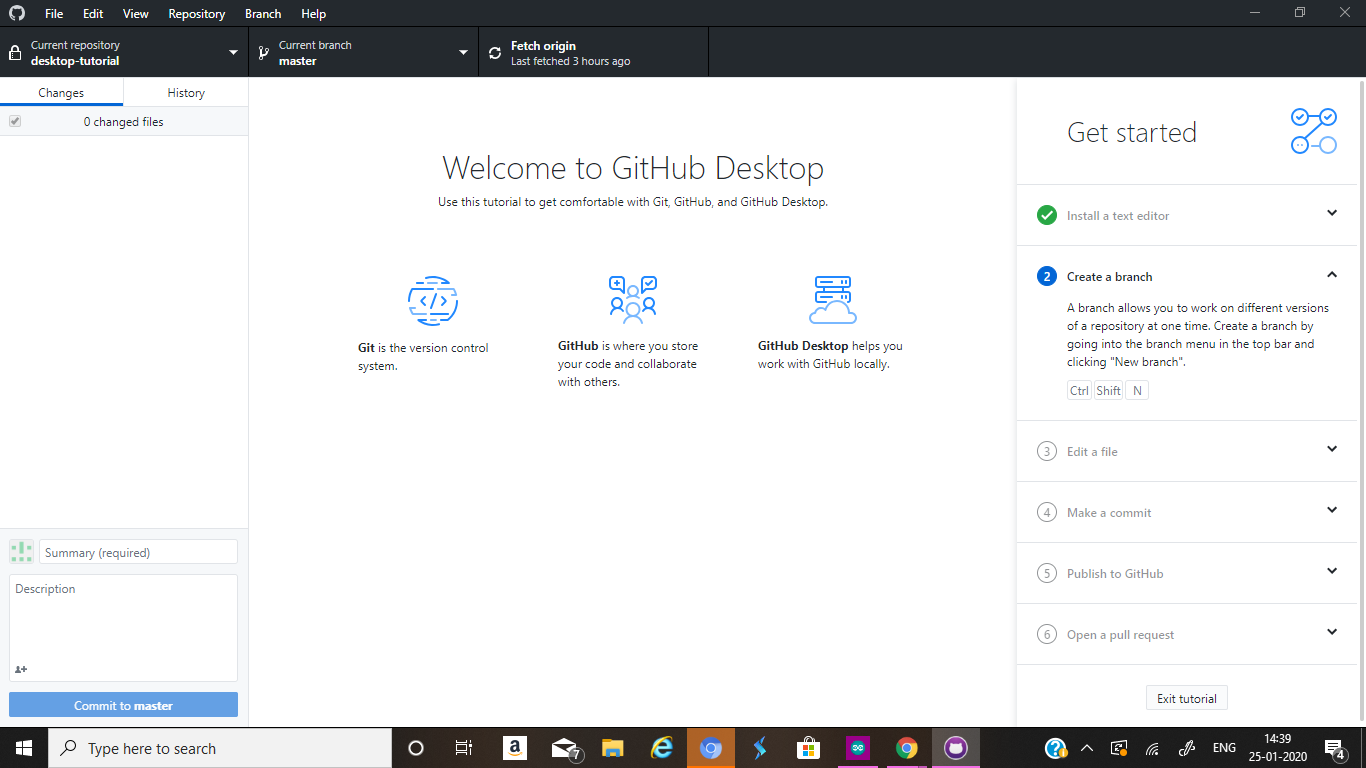 File Edit View Repository Branch Help
Current repository
desktop-tutorial
Current branch
master
Fetch origin
Last fetched 3 hours ago
Changes History
0 changed files
Welcome to GitHub Desktop
Use this tutorial to get comfortable with Git, GitHub, and GitHub Desktop.
Git is the version control
system.
GitHub is where you store
your code and collaborate
with others.
GitHub Desktop helps you
work with GitHub locally.
Get started
Install a text editor
2 Create a branch
A branch allows you to work on different versions
of a repository at one time. Create a branch by
going into the branch menu in the top bar and
clicking "New branch".
Ctrl Shift N
3 Edit a file
4 Make a commit
5 Publish to GitHub
6 Open a pull request
Exit tutorial
Summary (required)
Description
Commit to master
Type here to search
a
7
ENG
14:39
25-01-2020
4